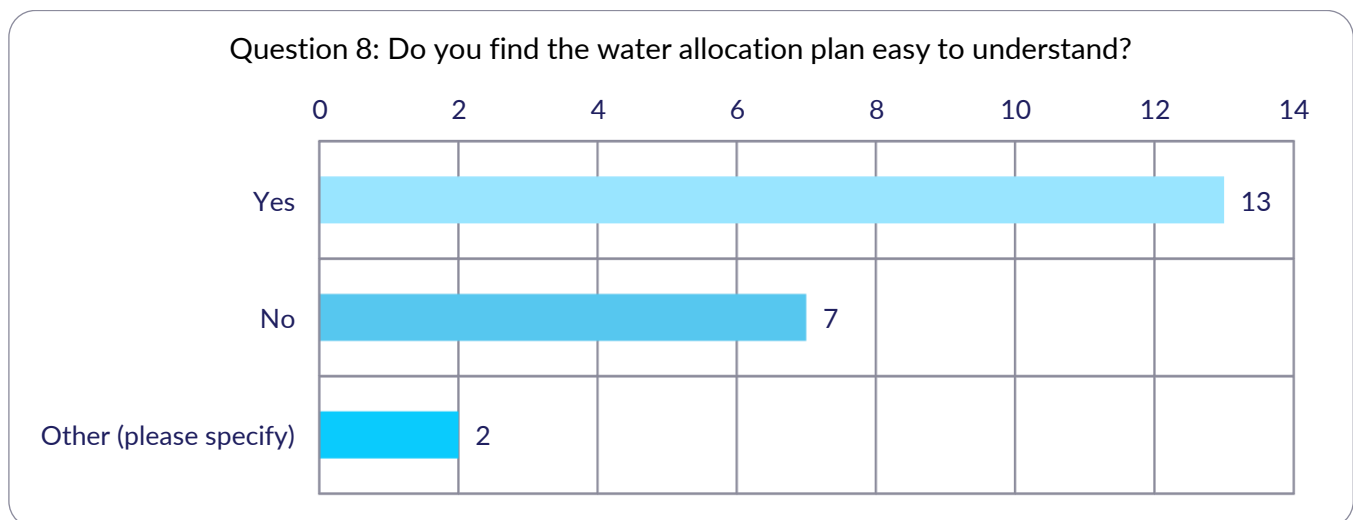 Question 8: Do you find the water allocation plan easy to understand?
0 2 4 6 8 10 12 14
Yes 13
No 7
Other (please specify) 2